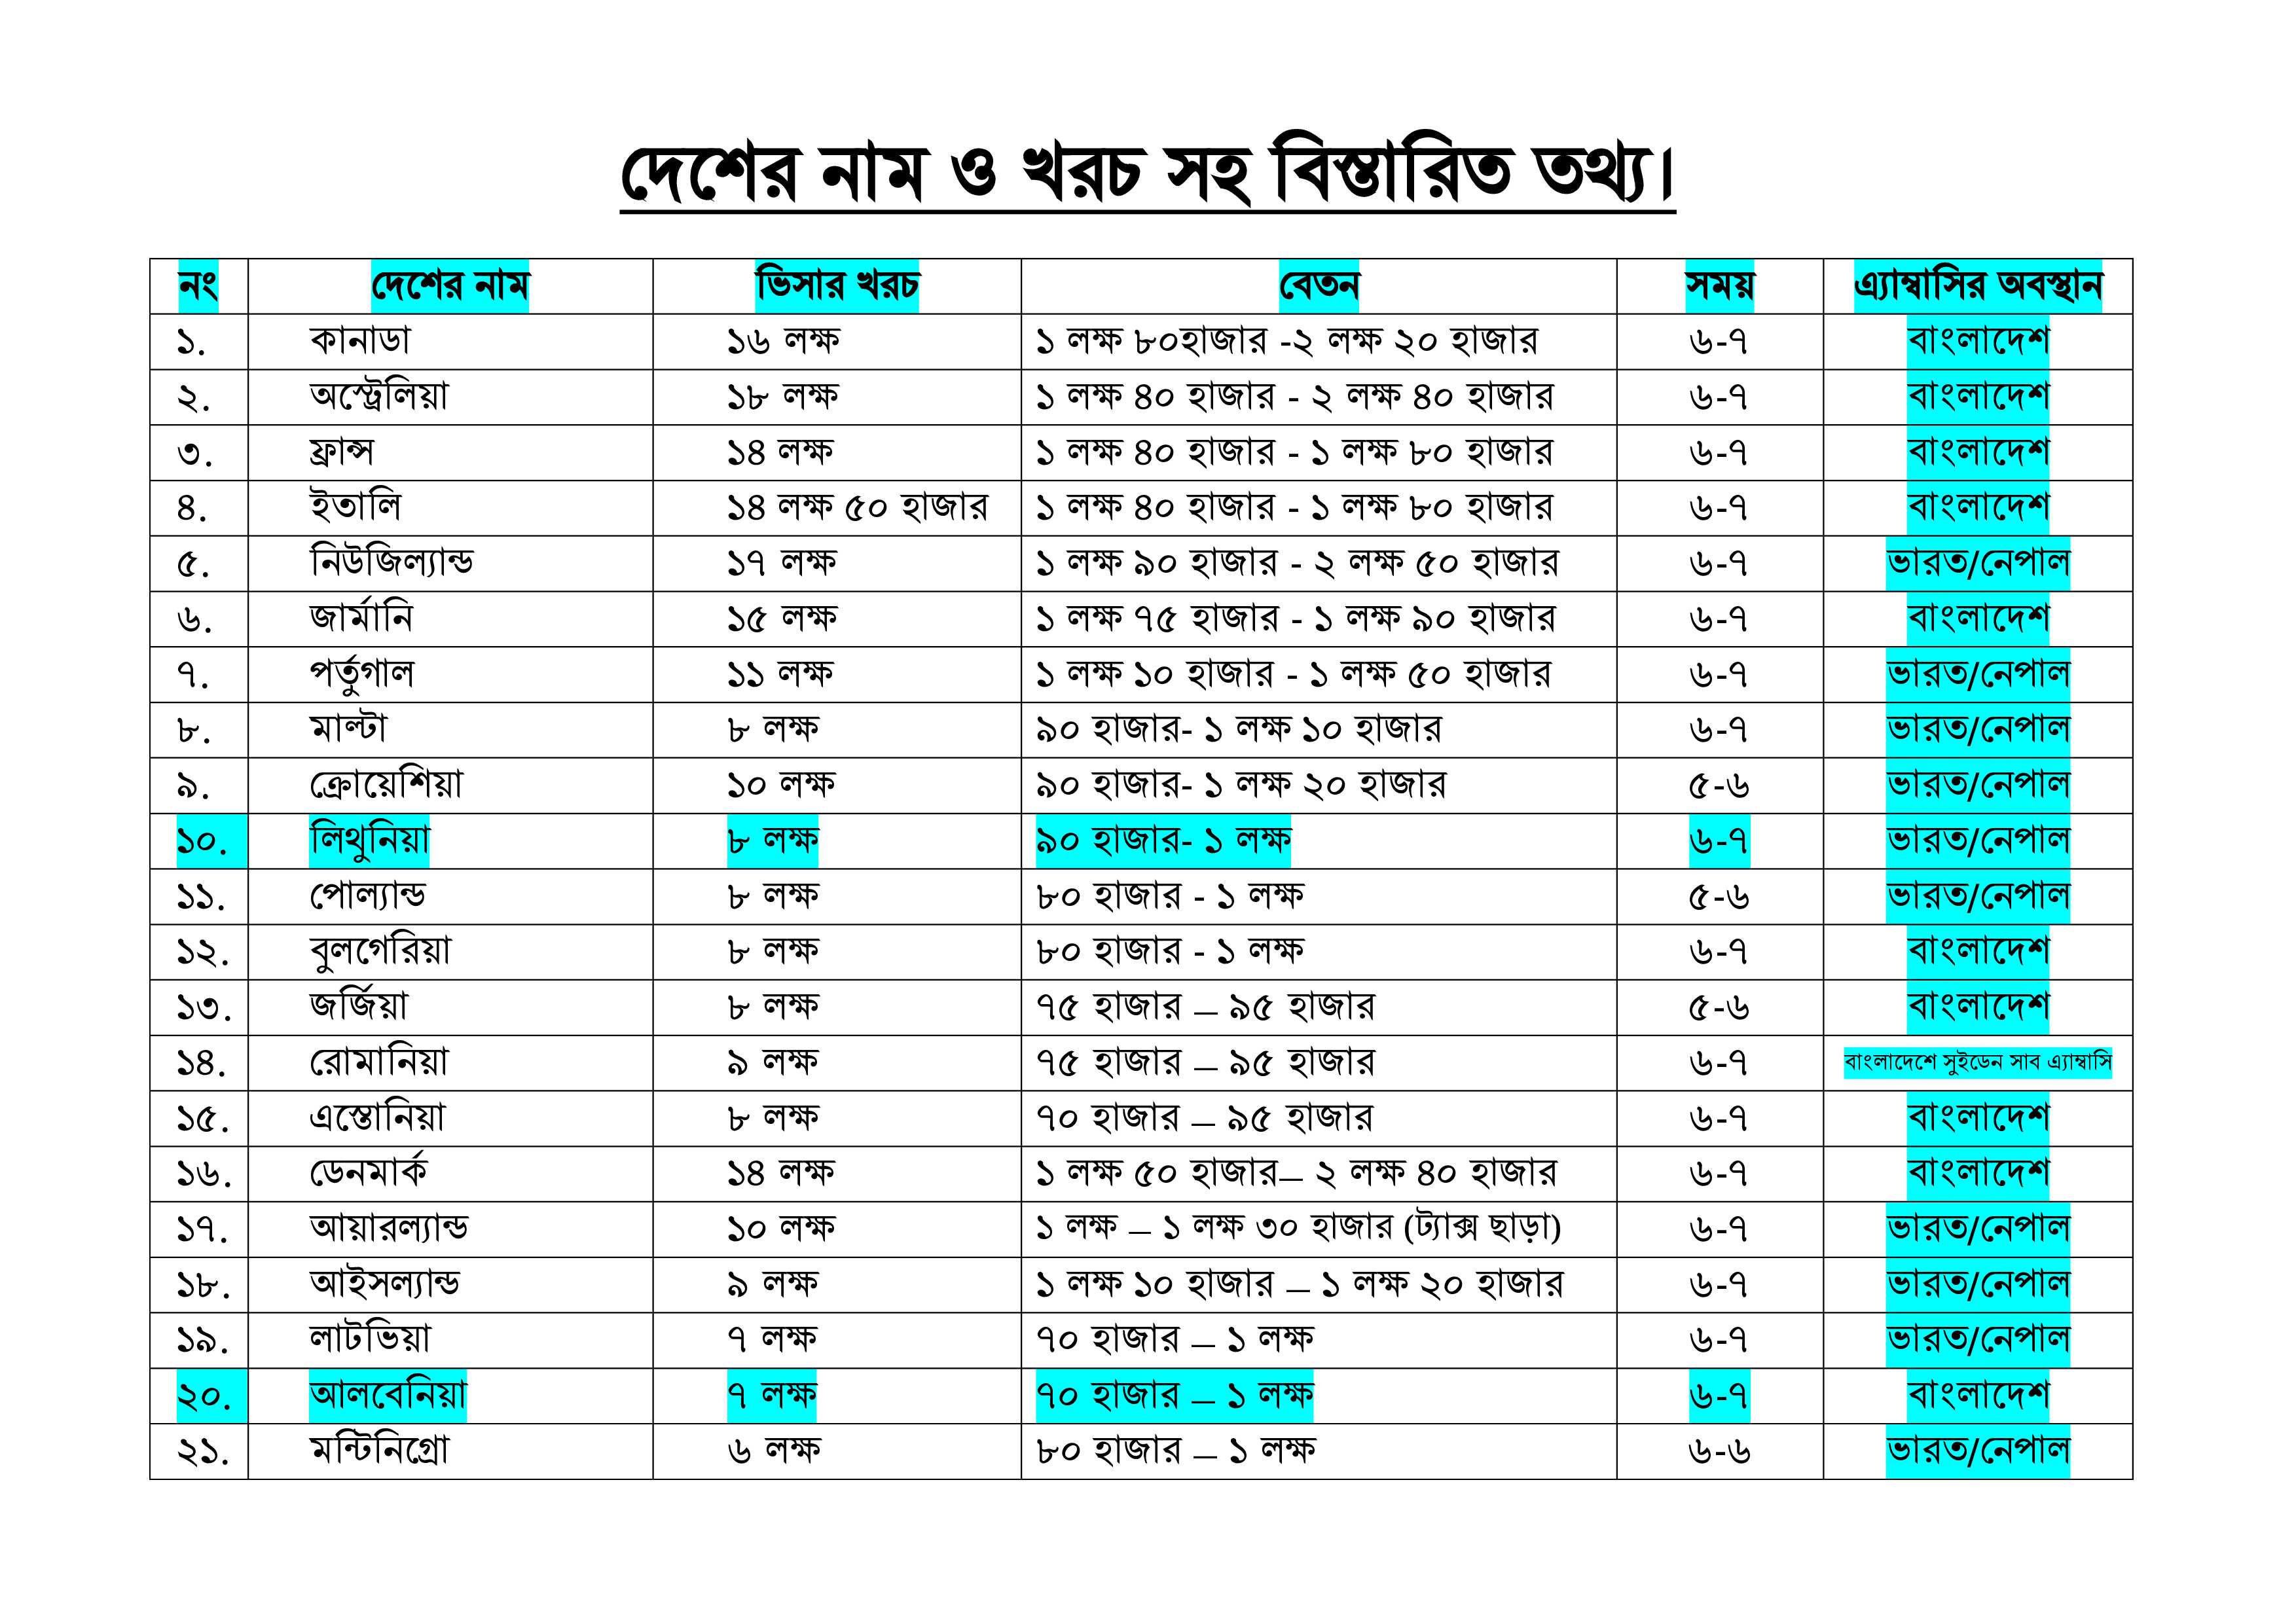 দেশের নাম ও খরচ সহ বিস্তারিত তথ্য।
নং দেশের নাম ভিসার খরচ বেতন সময় এ্যাম্বাসির অবস্থান
১. কানাডা ১৬ লক্ষ ১ লক্ষ ৮০হাজার -২ লক্ষ ২০ হাজার ৬-৭ বাংলাদেশ
২. অস্ট্রেলিয়া ১৮ লক্ষ ১ লক্ষ ৪০ হাজার - ২ লক্ষ ৪০ হাজার ৬-৭ বাংলাদেশ
৩. ফ্রান্স ১৪ লক্ষ ১ লক্ষ ৪০ হাজার - ১ লক্ষ ৮০ হাজার ৬-৭ বাংলাদেশ
৪. ইতালি ১৪ লক্ষ ৫০ হাজার ১ লক্ষ ৪০ হাজার - ১ লক্ষ ৮০ হাজার ৬-৭ বাংলাদেশ
৫. নিউজিল্যান্ড ১৭ লক্ষ ১ লক্ষ ৯০ হাজার - ২ লক্ষ ৫০ হাজার ৬-৭ ভারত/নেপাল
৬. জার্মানি ১৫ লক্ষ ১ লক্ষ ৭৫ হাজার - ১ লক্ষ ৯০ হাজার ৬-৭ বাংলাদেশ
৭. পর্তুগাল ১১ লক্ষ ১ লক্ষ ১০ হাজার - ১ লক্ষ ৫০ হাজার ৬-৭ ভারত/নেপাল
৮. মাল্টা ৮ লক্ষ ৯০ হাজার- ১ লক্ষ ১০ হাজার ৬-৭ ভারত/নেপাল
৯. ক্রোয়েশিয়া ১০ লক্ষ ৯০ হাজার- ১ লক্ষ ২০ হাজার ৫-৬ ভারত/নেপাল
১০. লিথুনিয়া ৮ লক্ষ ৯০ হাজার- ১ লক্ষ ৬-৭ ভারত/নেপাল
১১. পোল্যান্ড ৮ লক্ষ ৮০ হাজার - ১ লক্ষ ৫-৬ ভারত/নেপাল
১২. বুলগেরিয়া ৮ লক্ষ ৮০ হাজার - ১ লক্ষ ৬-৭ বাংলাদেশ
১৩. জর্জিয়া ৮ লক্ষ ৭৫ হাজার – ৯৫ হাজার ৫-৬ বাংলাদেশ
১৪. রোমানিয়া ৯ লক্ষ ৭৫ হাজার – ৯৫ হাজার ৬-৭ বাংলাদেশে সুইডেন সাব এ্যাম্বাসি
১৫. এস্তোনিয়া ৮ লক্ষ ৭০ হাজার – ৯৫ হাজার ৬-৭ বাংলাদেশ
১৬. ডেনমার্ক ১৪ লক্ষ ১ লক্ষ ৫০ হাজার– ২ লক্ষ ৪০ হাজার ৬-৭ বাংলাদেশ
১৭. আয়ারল্যান্ড ১০ লক্ষ ১ লক্ষ – ১ লক্ষ ৩০ হাজার (ট্যাক্স ছাড়া) ৬-৭ ভারত/নেপাল
১৮. আইসল্যান্ড ৯ লক্ষ ১ লক্ষ ১০ হাজার – ১ লক্ষ ২০ হাজার ৬-৭ ভারত/নেপাল
১৯. লাটভিয়া ৭ লক্ষ ৭০ হাজার – ১ লক্ষ ৬-৭ ভারত/নেপাল
২০. আলবেনিয়া ৭ লক্ষ ৭০ হাজার – ১ লক্ষ ৬-৭ বাংলাদেশ
২১. মন্টিনিগ্রো ৬ লক্ষ ৮০ হাজার – ১ লক্ষ ৬-৬ ভারত/নেপাল